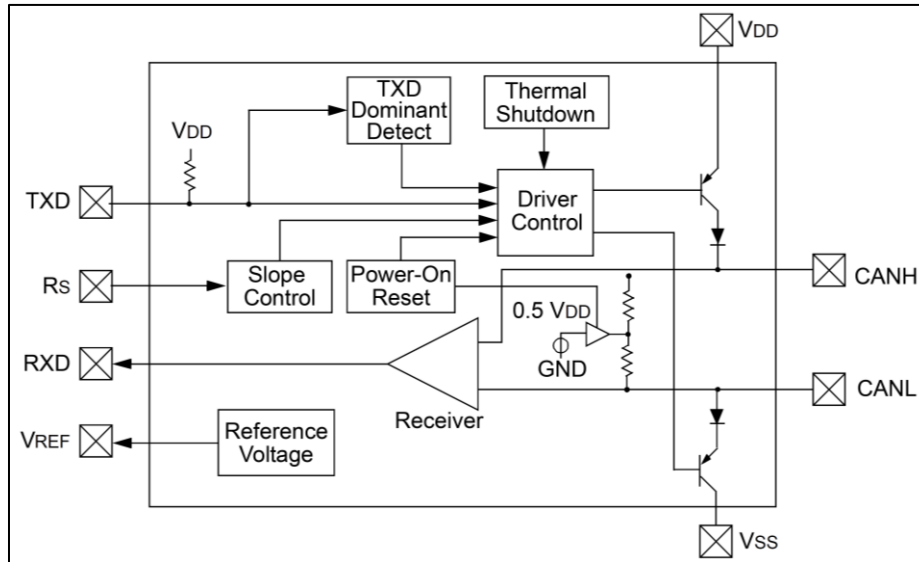 VDD
TXD
Dominant
Detect
Thermal
Shutdown
VDD
TXD
Driver
Control
RS
Slope
Control
Power-On
Reset
0.5 VDD
CANH
GND
RXD
Receiver
CANL
VREF
Reference
Voltage
VSS